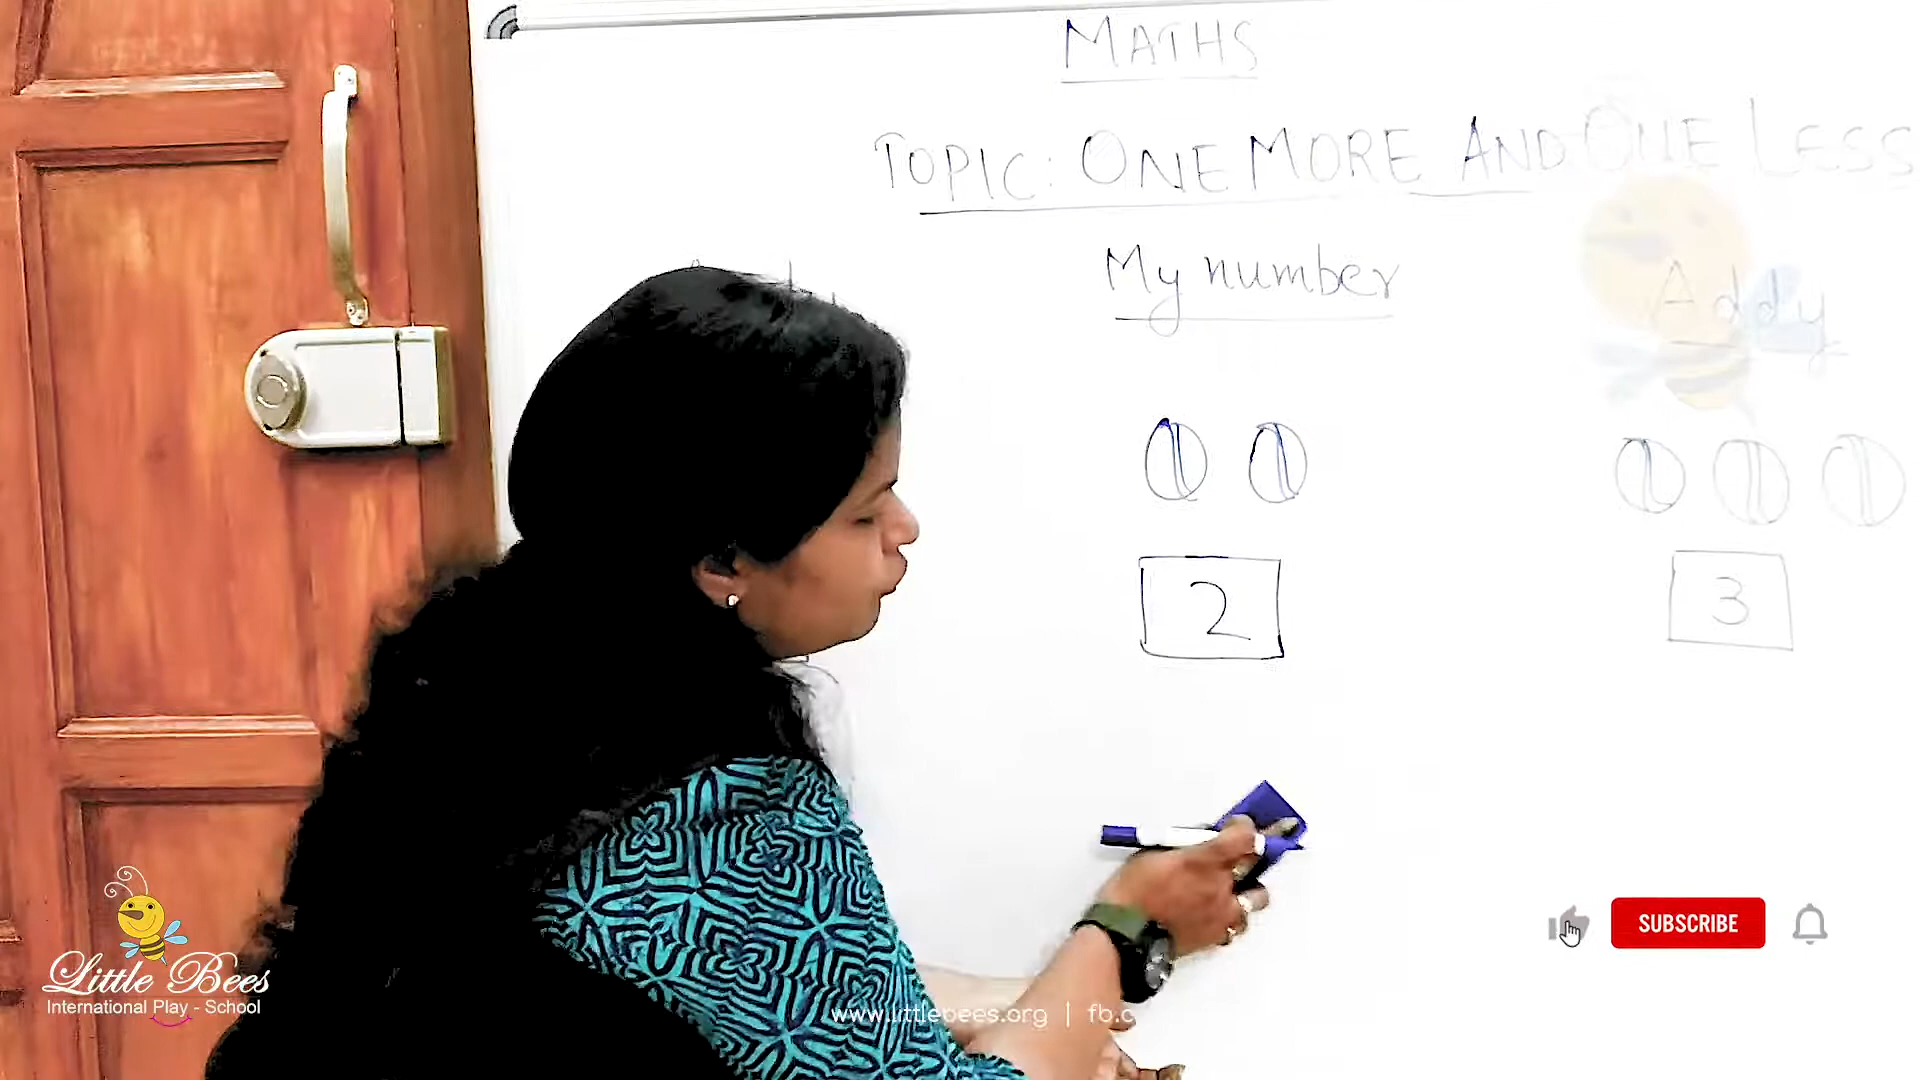 MATHS
TOPIC: ONE MORE AND ONE LESS
My number
Addy
2
3
SUBSCRIBE
Little Bees
International Play - School
www.littlebees.org | fb.c